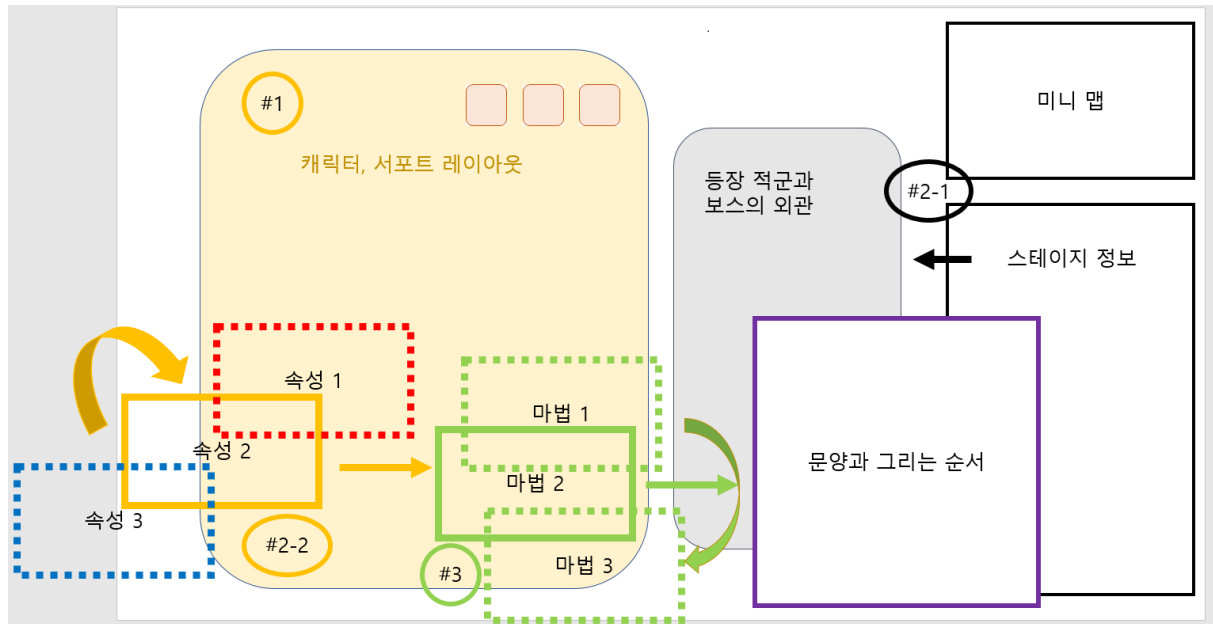 #1
캐릭터, 서포트 레이아웃
미니 맵
등장 적군과
보스의 외관
#2-1
스테이지 정보
속성 1
속성 2
속성 3
#2-2
마법 1
마법 2
마법 3
#3
문양과 그리는 순서